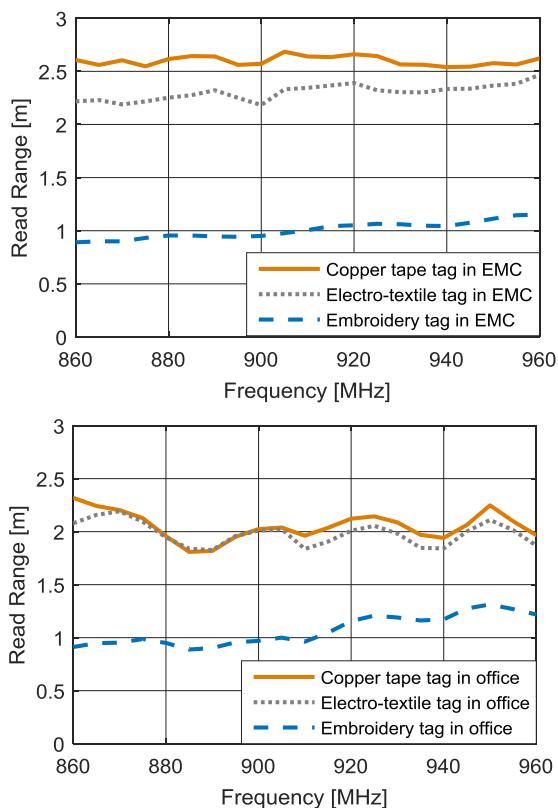 3
2.5
2
1.5
1
0.5
0
Read Range [m]
Copper tape tag in EMC
Electro-textile tag in EMC
Embroidery tag in EMC
860 880 900 920 940 960
Frequency [MHz]
3
2.5
2
1.5
1
0.5
0
Read Range [m]
Copper tape tag in office
Electro-textile tag in office
Embroidery tag in office
860 880 900 920 940 960
Frequency [MHz]